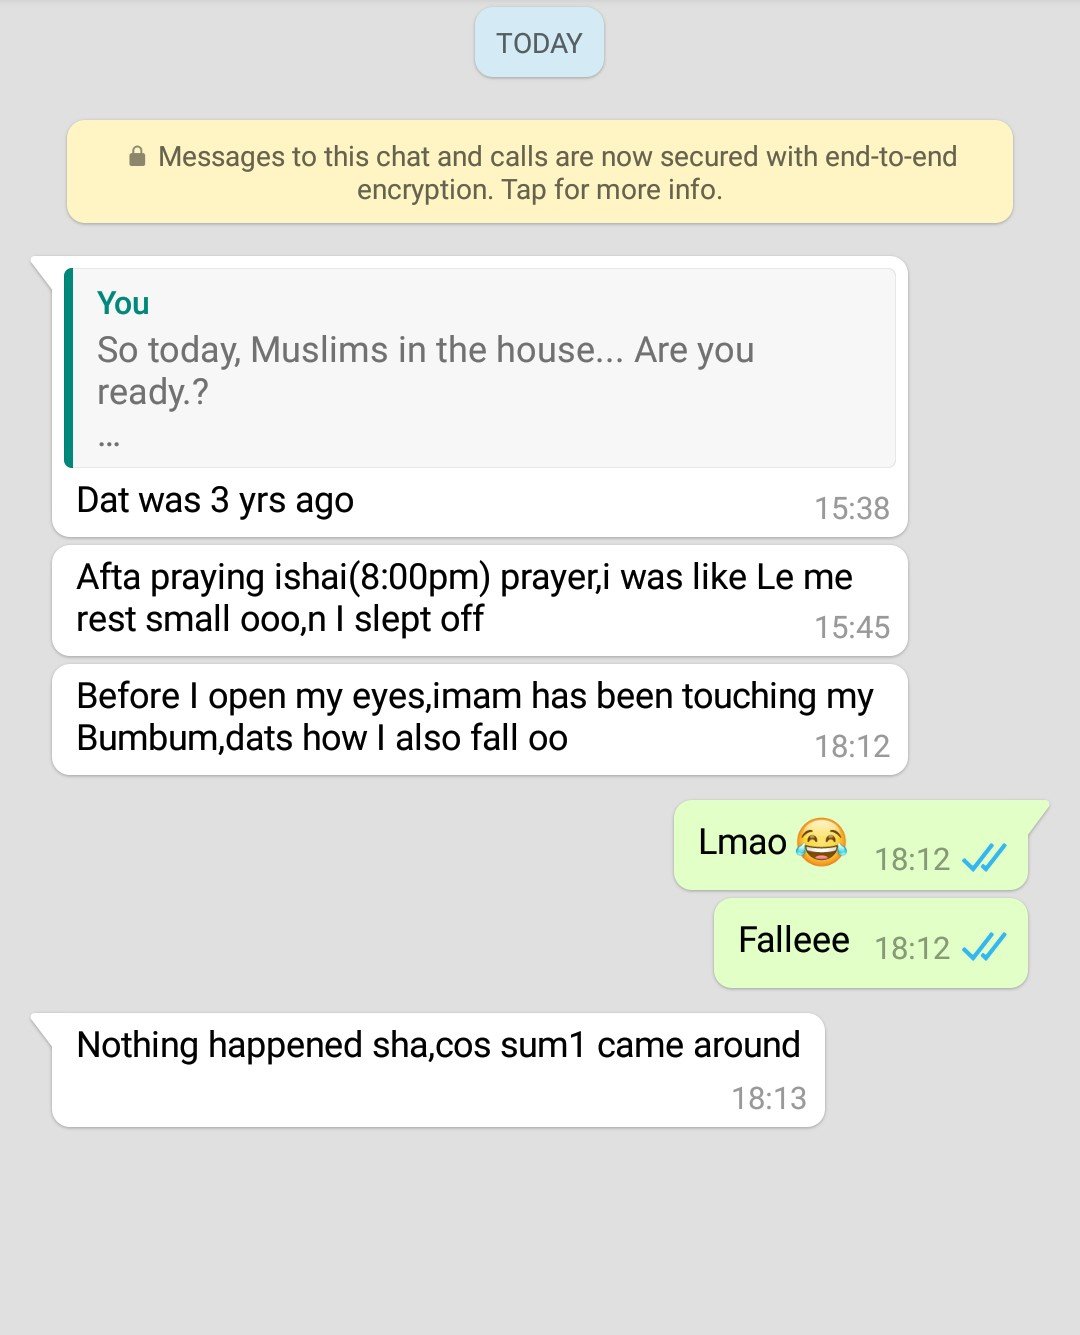 TODAY
Messages to this chat and calls are now secured with end-to-end
encryption. Tap for more info.
You
So today, Muslims in the house... Are you
ready.?
...
Dat was 3 yrs ago
15:38
Afta praying ishai(8:00pm) prayer,i was like Le me
rest small ooo,n I slept off
15:45
Before I open my eyes,imam has been touching my
Bumbum,dats how I also fall oo
18:12
Lmao 😂
18:12
Falleee
18:12
Nothing happened sha,cos sum1 came around
18:13